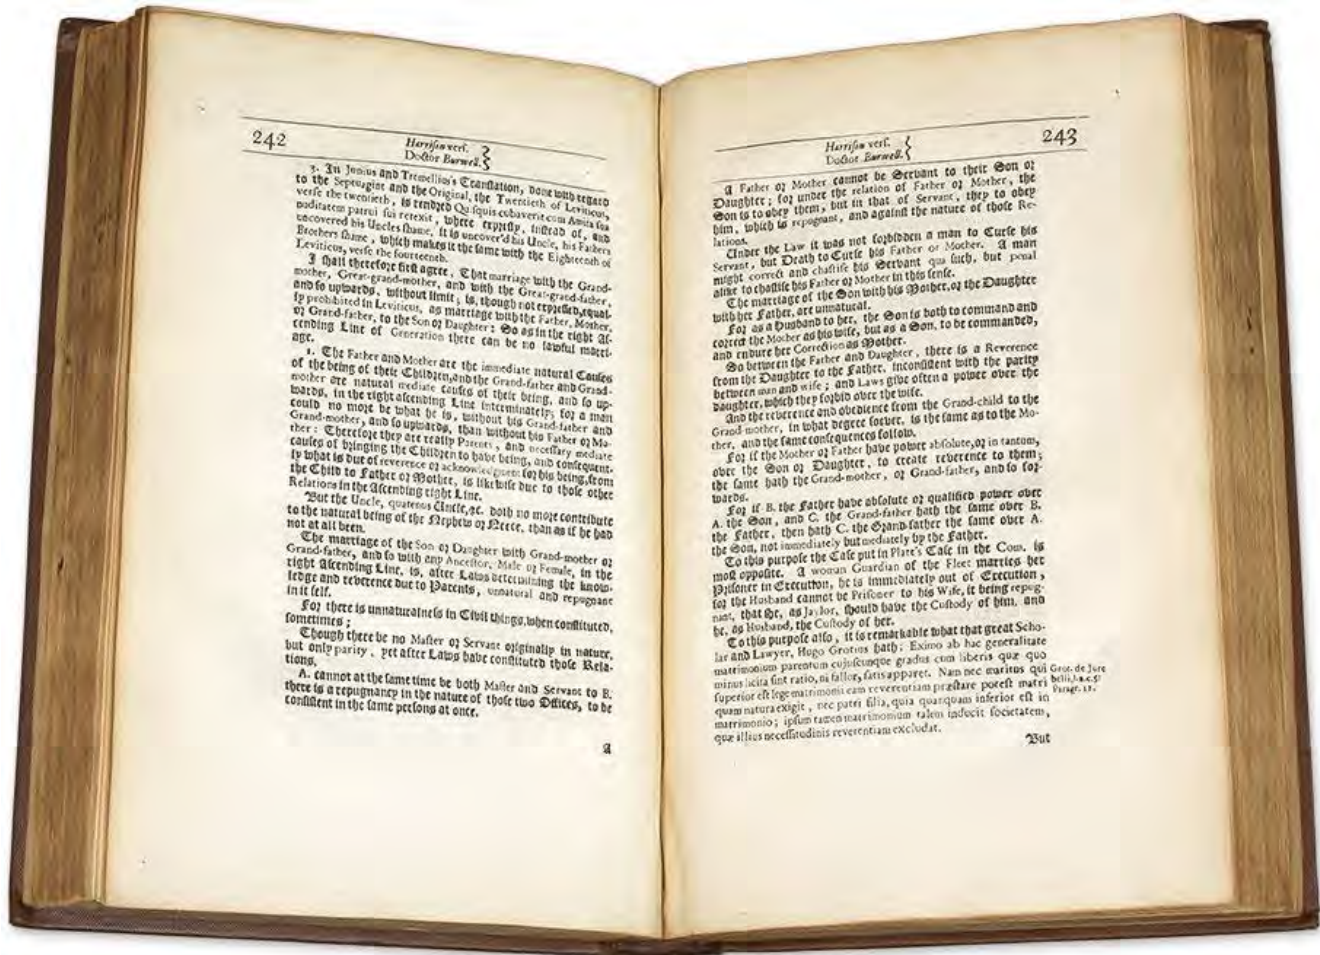 242
Harrison vers.
Doctor Burwell.
3. In Junius and Tremellius's Translation, done with regard
to the Septuagint and the Original, the Twentieth of Leviticus,
verse the twentieth, is rendred Quisquis cubaverit cum Amita sua
nuditatem patrui sui retexit, where expresly, instead of, and
uncovered his Uncles shame, it is uncover'd his Uncle, his Fathers
Brothers shame, which makes it the same with the Eighteenth of
Leviticus, verse the fourteenth.
I shall therefore first agree, That marriage with the Grand-
mother, Great-grand-mother, and with the Great-grand-father,
and so upwards, without limit; is, though not expressed, equal-
ly prohibited in Leviticus, as marriage with the Father, Mother,
or Grand-father, to the Son or Daughter: So as in the right As-
cending Line of Generation there can be no lawful marri-
age.
1. The Father and Mother are the immediate natural Causes
of the being of their Children, and the Grand-father and Grand-
mother are natural mediate causes of their being, and so up-
wards, in the right ascending Line interminately; for a man
could no more be what he is, without his Grand-father and
Grand-mother, and so upwards, than without his Father or Mo-
ther: Therefore they are really Parents, and necessary mediate
causes of bringing the Children to have being, and consequent-
ly what is due of reverence or acknowledgment for his being, from
the Child to Father or Mother, is likewise due to those other
Relations in the Ascending right Line.
But the Uncle, quatenus Uncle, &c. doth no more contribute
to the natural being of the Nephew or Neece, than as if he had
not at all been.
The marriage of the Son or Daughter with Grand-mother or
Grand-father, and so with any Ancestor, Male or Female, in the
right Ascending Line, is, after Laws determining the know-
ledge and reverence due to Parents, unnatural and repugnant
in it self.
For there is unnaturalness in Civil things, when constituted,
sometimes;
Though there be no Master or Servant originally in nature,
but only parity, yet after Laws have constituted those Rela-
tions,
A. cannot at the same time be both Master and Servant to B.
there is a repugnancy in the nature of those two Offices, to be
consistent in the same persons at once.
A
Harrison vers.
Doctor Burwell.
243
A Father or Mother cannot be Servant to their Son or
Daughter; for under the relation of Father or Mother, the
Son is to obey them, but in that of Servant, they to obey
him, which is repugnant, and against the nature of those Re-
lations.
Under the Law it was not forbidden a man to Curse his
Servant, but Death to Curse his Father or Mother. A man
might correct and chastise his Servant qua such, but penal
alike to chastise his Father or Mother in this sense.
The marriage of the Son with his Mother, or the Daughter
with her Father, are unnatural.
For as a Husband to her, the Son is both to command and
correct the Mother as his wife, but as a Son, to be commanded,
and endure her Correction as Mother.
So between the Father and Daughter, there is a Reverence
from the Daughter to the Father, inconsistent with the parity
between man and wife; and Laws give often a power over the
daughter, which they forbid over the wife.
And the reverence and obedience from the Grand-child to the
Grand-mother, in what degree soever, is the same as to the Mo-
ther, and the same consequences follow.
For if the Mother or Father have power absolute, or in tantum,
over the Son or Daughter, to create reverence to them;
the same hath the Grand-mother, or Grand-father, and so for-
wards.
For if B. the Father have absolute or qualified power over
A. the Son, and C. the Grand-father hath the same over B.
the Father, then hath C. the Grand-father the same over A.
the Son, not immediately but mediately by the Father.
To this purpose the Case put in Platt's Case in the Com. is
most opposite. A woman Guardian of the Fleet marries her
Prisoner in Execution, he is immediately out of Execution,
for the Husband cannot be Prisoner to his Wife, it being repug-
nant, that she, as Jaylor, should have the Custody of him, and
he, as Husband, the Custody of her.
To this purpose also, it is remarkable what that great Scho-
lar and Lawyer, Hugo Grotius hath: Eximo ab hac generalitate
matrimonium parentum cujuscunque gradus cum liberis quæ quo
minus licita sint ratio, ni fallor, satis apparet. Nam nec maritus qui
superior est lege matrimonii eam reverentiam præstare potest matri
quam natura exigit, nec patri filia, quia quanquam inferior est in
matrimonio; ipsum tamen matrimonium talem inducit societatem,
quæ illius necessitudinis reverentiam excludat.
Grot. de Jure
belli, l.2.c.5.
Paragr. 12.
But